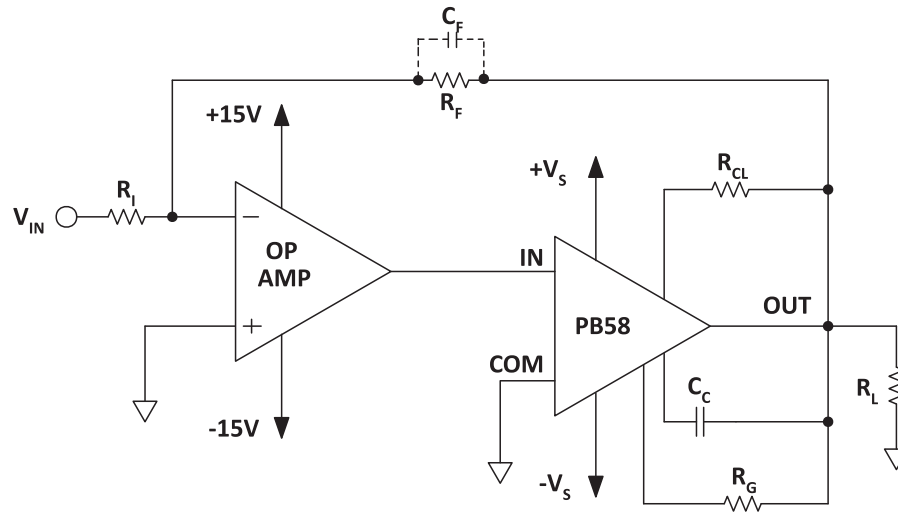 C_F
R_F
+15V
R_I
V_IN
−
OP
AMP
+
-15V
+V_S
R_CL
IN
PB58
OUT
COM
C_C
R_L
-V_S
R_G